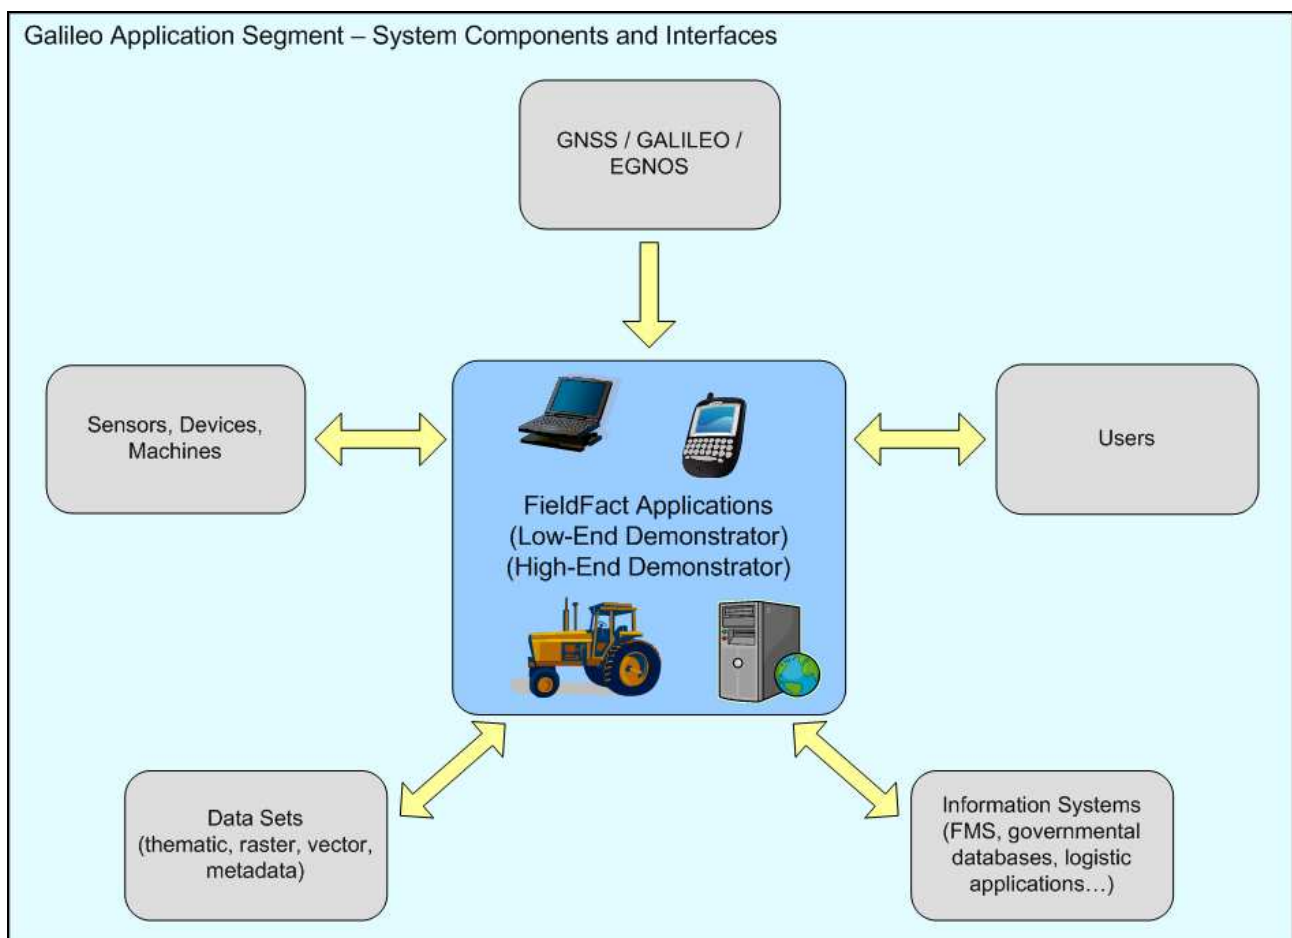 Galileo Application Segment – System Components and Interfaces
GNSS / GALILEO /
EGNOS
Sensors, Devices,
Machines
Users
FieldFact Applications
(Low-End Demonstrator)
(High-End Demonstrator)
Data Sets
(thematic, raster, vector,
metadata)
Information Systems
(FMS, governmental
databases, logistic
applications…)